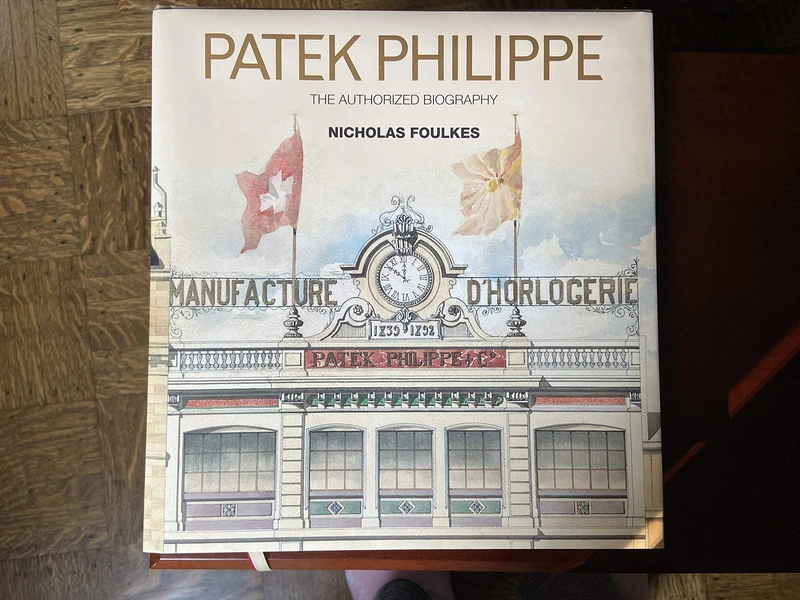 PATEK PHILIPPE
THE AUTHORIZED BIOGRAPHY
NICHOLAS FOULKES
MANUFACTURE D'HORLOGERIE
1839 1892
PATEK PHILIPPE & Cº